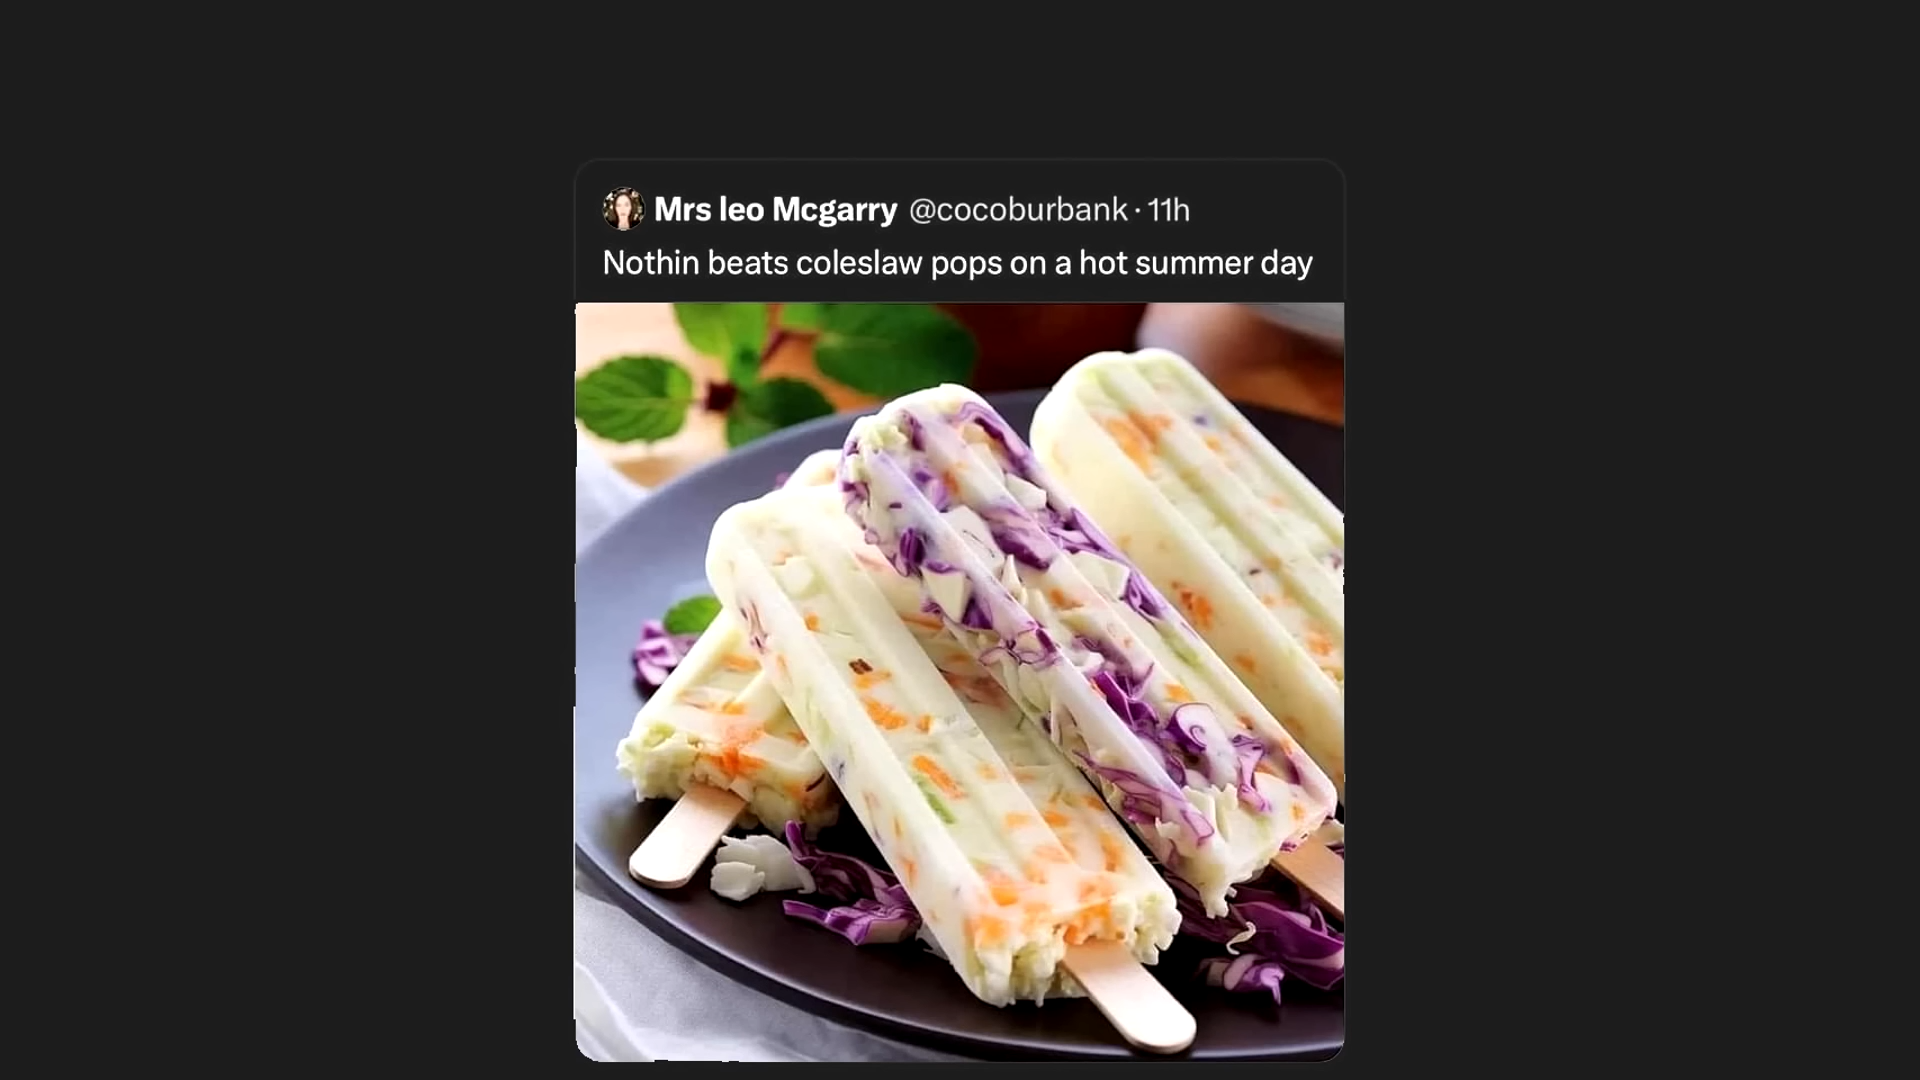 Mrs leo Mcgarry @cocoburbank · 11h
Nothin beats coleslaw pops on a hot summer day